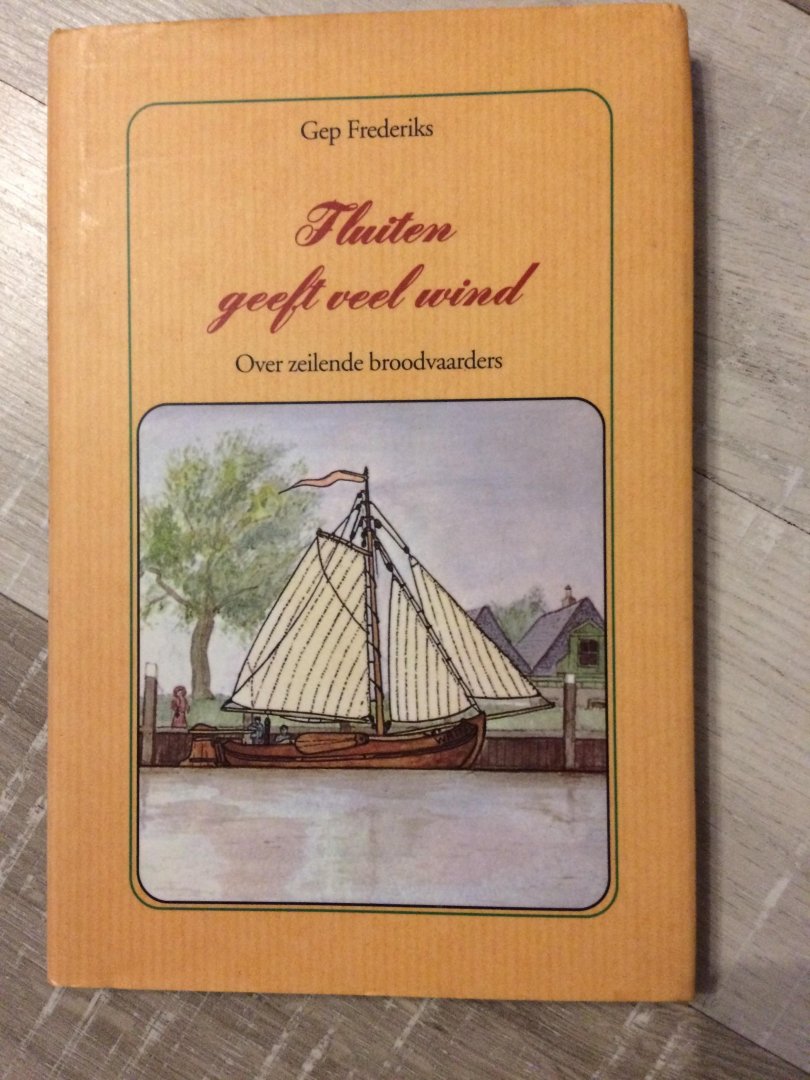 Gep Frederiks
Fluiten
geeft veel wind
Over zeilende broodvaarders